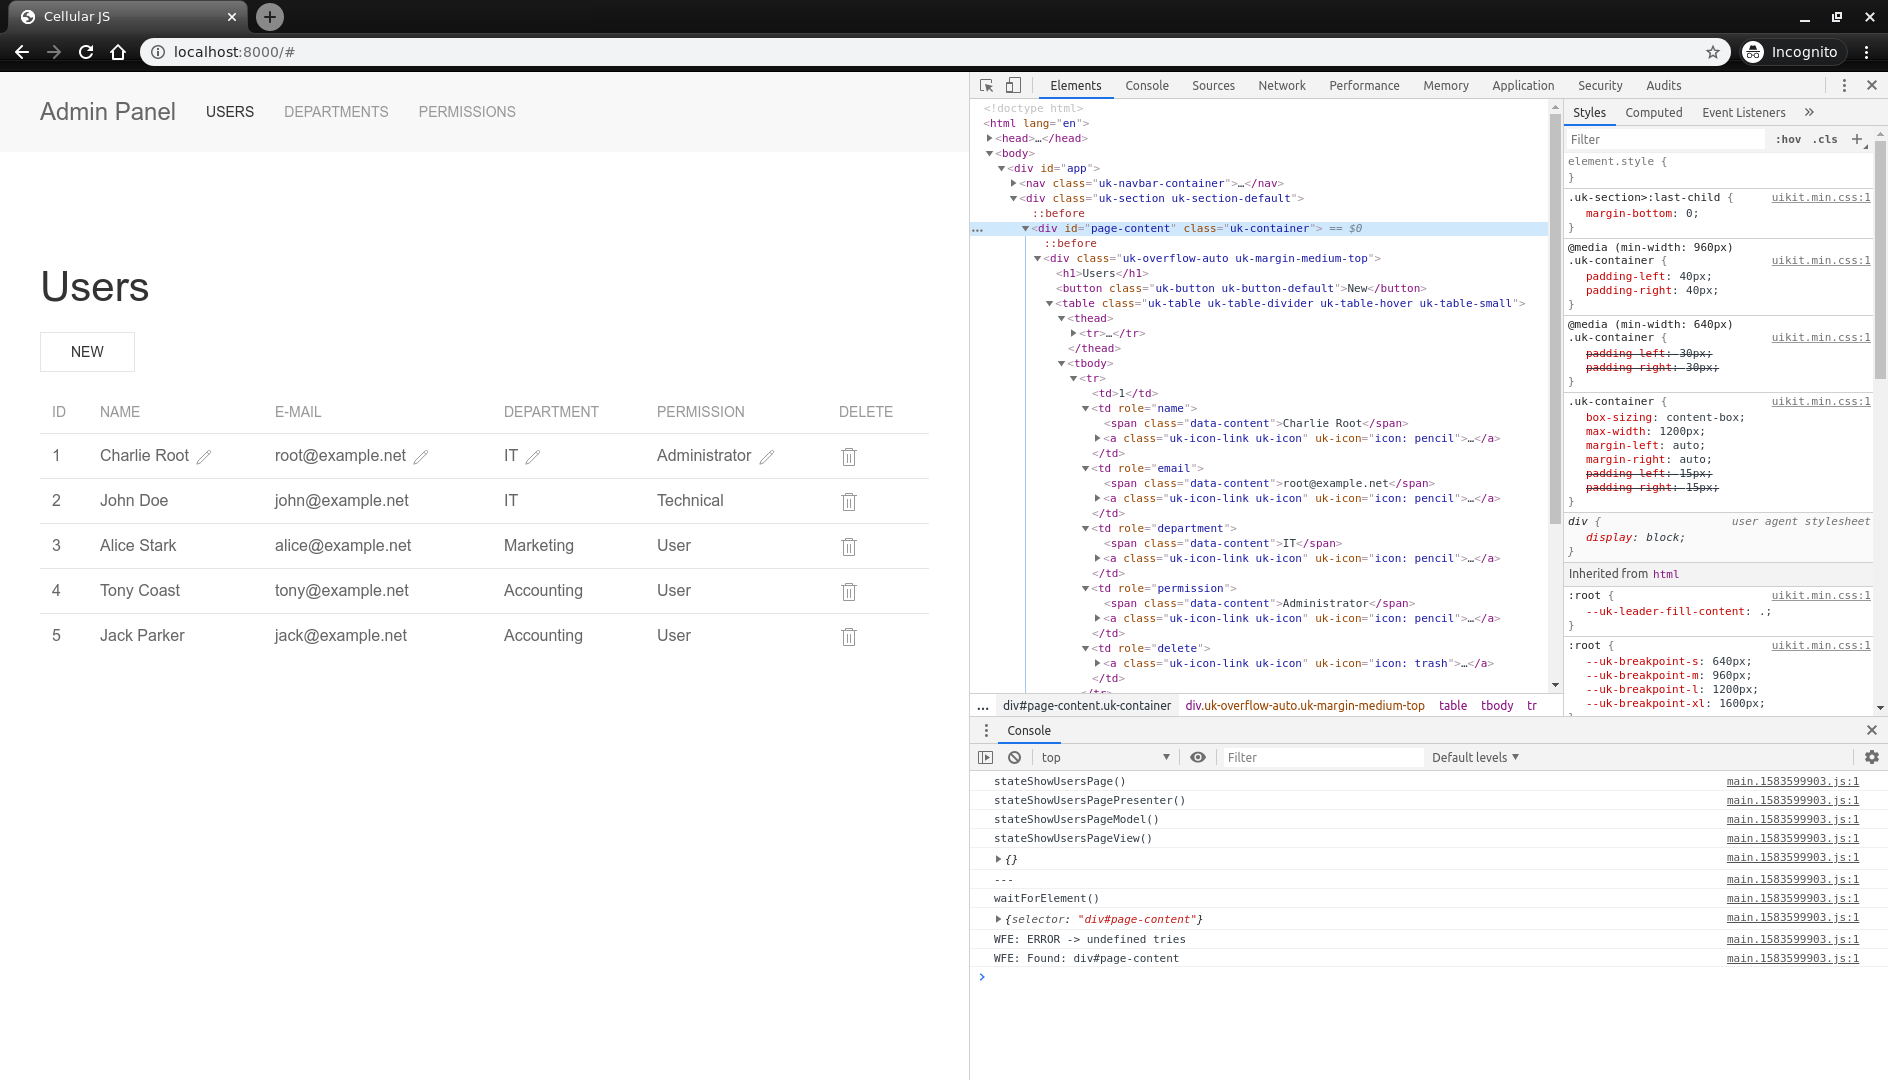 Cellular JS
localhost:8000/#
Incognito
Admin Panel USERS DEPARTMENTS PERMISSIONS
Users
NEW
ID NAME E-MAIL DEPARTMENT PERMISSION DELETE
1 Charlie Root root@example.net IT Administrator
2 John Doe john@example.net IT Technical
3 Alice Stark alice@example.net Marketing User
4 Tony Coast tony@example.net Accounting User
5 Jack Parker jack@example.net Accounting User
Elements Console Sources Network Performance Memory Application Security Audits
<!doctype html>
<html lang="en">
<head>…</head>
<body>
<div id="app">
<nav class="uk-navbar-container">…</nav>
<div class="uk-section uk-section-default">
::before
… <div id="page-content" class="uk-container"> == $0
::before
<div class="uk-overflow-auto uk-margin-medium-top">
<h1>Users</h1>
<button class="uk-button uk-button-default">New</button>
<table class="uk-table uk-table-divider uk-table-hover uk-table-small">
<thead>
<tr>…</tr>
</thead>
<tbody>
<tr>
<td>1</td>
<td role="name">
<span class="data-content">Charlie Root</span>
<a class="uk-icon-link uk-icon" uk-icon="icon: pencil">…</a>
</td>
<td role="email">
<span class="data-content">root@example.net</span>
<a class="uk-icon-link uk-icon" uk-icon="icon: pencil">…</a>
</td>
<td role="department">
<span class="data-content">IT</span>
<a class="uk-icon-link uk-icon" uk-icon="icon: pencil">…</a>
</td>
<td role="permission">
<span class="data-content">Administrator</span>
<a class="uk-icon-link uk-icon" uk-icon="icon: pencil">…</a>
</td>
<td role="delete">
<a class="uk-icon-link uk-icon" uk-icon="icon: trash">…</a>
</td>
</tr>
… div#page-content.uk-container div.uk-overflow-auto.uk-margin-medium-top table tbody tr
Styles Computed Event Listeners »
Filter :hov .cls +
element.style {
}
.uk-section>:last-child { uikit.min.css:1
margin-bottom: 0;
}
@media (min-width: 960px)
.uk-container { uikit.min.css:1
padding-left: 40px;
padding-right: 40px;
}
@media (min-width: 640px)
.uk-container { uikit.min.css:1
padding-left: 30px;
padding-right: 30px;
}
.uk-container { uikit.min.css:1
box-sizing: content-box;
max-width: 1200px;
margin-left: auto;
margin-right: auto;
padding-left: 15px;
padding-right: 15px;
}
div { user agent stylesheet
display: block;
}
Inherited from html
:root { uikit.min.css:1
--uk-leader-fill-content: .;
}
:root { uikit.min.css:1
--uk-breakpoint-s: 640px;
--uk-breakpoint-m: 960px;
--uk-breakpoint-l: 1200px;
--uk-breakpoint-xl: 1600px;
}
Console
top Filter Default levels
stateShowUsersPage() main.1583599903.js:1
stateShowUsersPagePresenter() main.1583599903.js:1
stateShowUsersPageModel() main.1583599903.js:1
stateShowUsersPageView() main.1583599903.js:1
{} main.1583599903.js:1
--- main.1583599903.js:1
waitForElement() main.1583599903.js:1
{selector: "div#page-content"} main.1583599903.js:1
WFE: ERROR -> undefined tries main.1583599903.js:1
WFE: Found: div#page-content main.1583599903.js:1